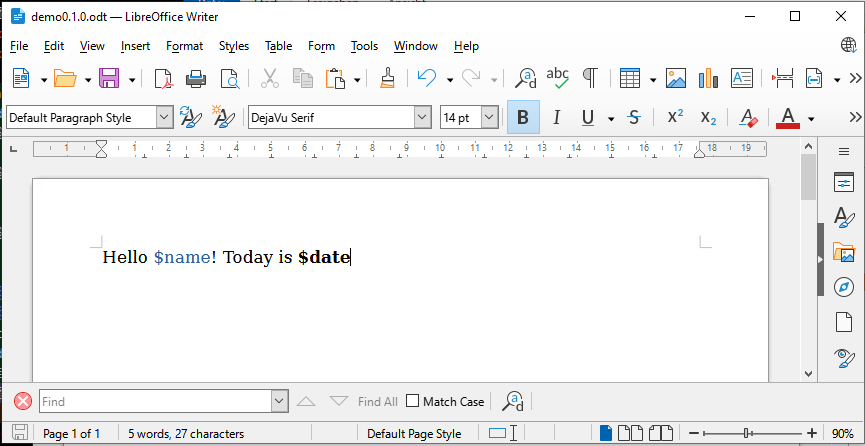 demo0.1.0.odt — LibreOffice Writer
File Edit View Insert Format Styles Table Form Tools Window Help
Default Paragraph Style DejaVu Serif 14 pt B I U S X² X₂ A A
1 1 2 3 4 5 6 7 8 9 10 11 12 13 14 15 16 17 18 19
Hello $name! Today is $date
Find Find All Match Case
Page 1 of 1 5 words, 27 characters Default Page Style 90%